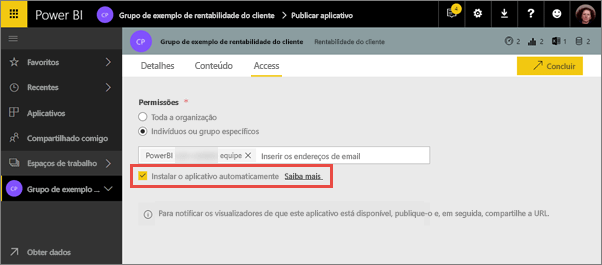 Power BI
Grupo de exemplo de rentabilidade do cliente > Publicar aplicativo
4
?
CP
Grupo de exemplo de rentabilidade do cliente
Rentabilidade do cliente
2
2
1
2
Favoritos
Recentes
Aplicativos
Compartilhado comigo
Espaços de trabalho
CP
Grupo de exemplo ...
Obter dados
Detalhes
Conteúdo
Access
Concluir
Permissões *
Toda a organização
Indivíduos ou grupo específicos
PowerBI equipe
Inserir os endereços de email
Instalar o aplicativo automaticamente Saiba mais
Para notificar os visualizadores de que este aplicativo está disponível, publique-o e, em seguida, compartilhe a URL.